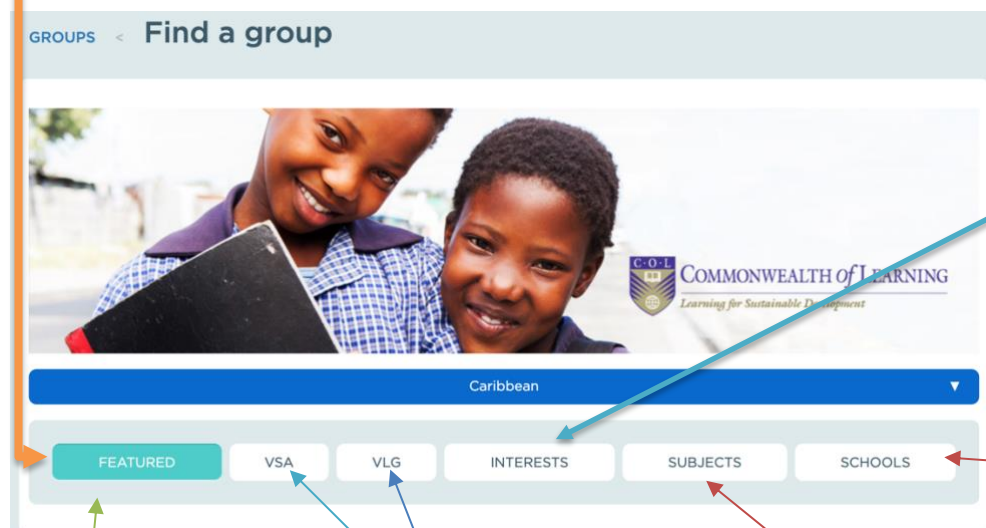 GROUPS < Find a group
C·O·L
COMMONWEALTH of LEARNING
Learning for Sustainable Development
Caribbean ▼
FEATURED VSA VLG INTERESTS SUBJECTS SCHOOLS